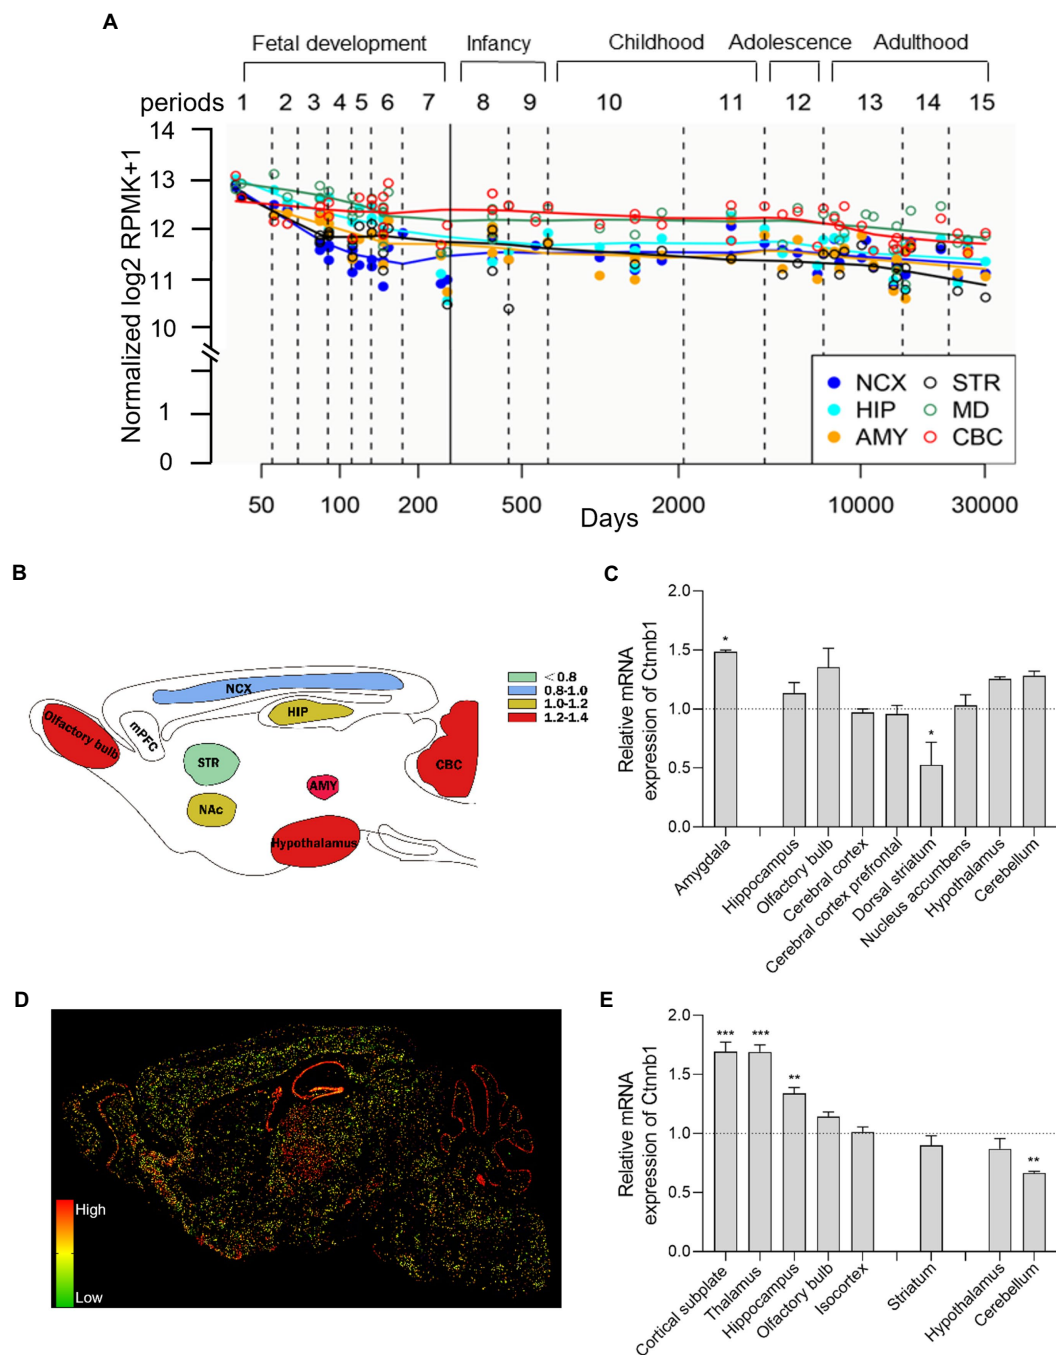 A
Fetal development Infancy Childhood Adolescence Adulthood
periods 1 2 3 4 5 6 7 8 9 10 11 12 13 14 15
Normalized log2 RPMK+1
14
13
12
11
10
1
0
NCX STR
HIP MD
AMY CBC
50 100 200 500 2000 10000 30000
Days
B
NCX
HIP
Olfactory bulb
mPFC
STR
NAc
AMY
CBC
Hypothalamus
<0.8
0.8-1.0
1.0-1.2
1.2-1.4
C
Relative mRNA
expression of Ctnnb1
2.0
1.5
1.0
0.5
0.0
*
*
Amygdala
Hippocampus
Olfactory bulb
Cerebral cortex
Cerebral cortex prefrontal
Dorsal striatum
Nucleus accumbens
Hypothalamus
Cerebellum
D
High
Low
E
Relative mRNA
expression of Ctnnb1
2.0
1.5
1.0
0.5
0.0
*** *** ** **
Cortical subplate
Thalamus
Hippocampus
Olfactory bulb
Isocortex
Striatum
Hypothalamus
Cerebellum